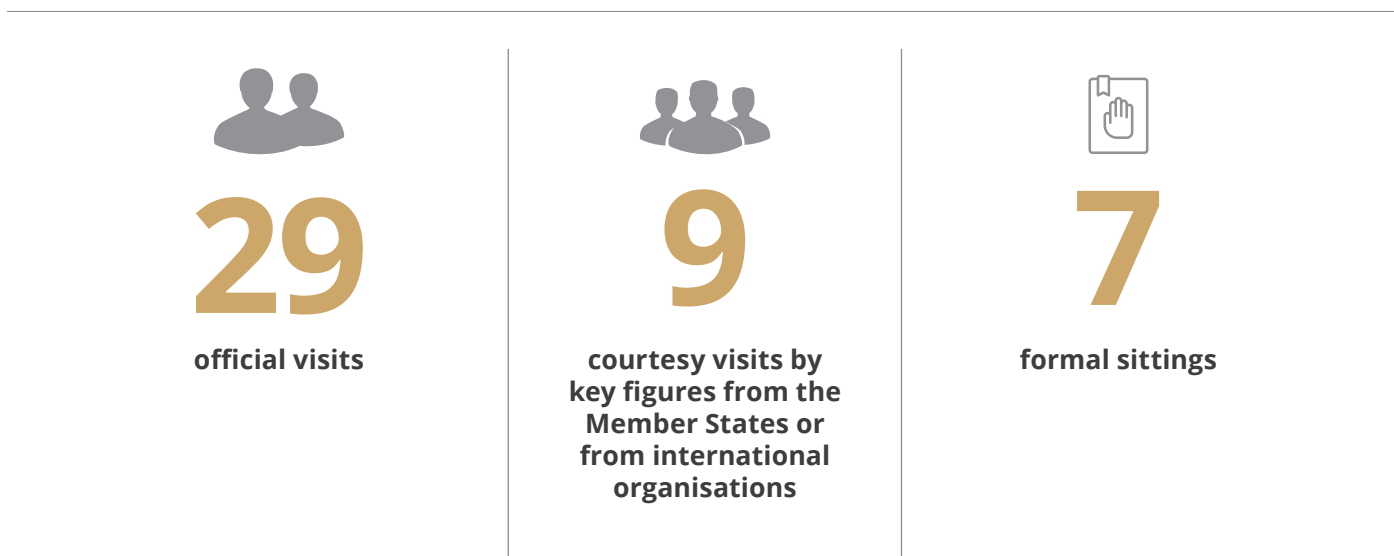 29
official visits
9
courtesy visits by
key figures from the
Member States or
from international
organisations
7
formal sittings